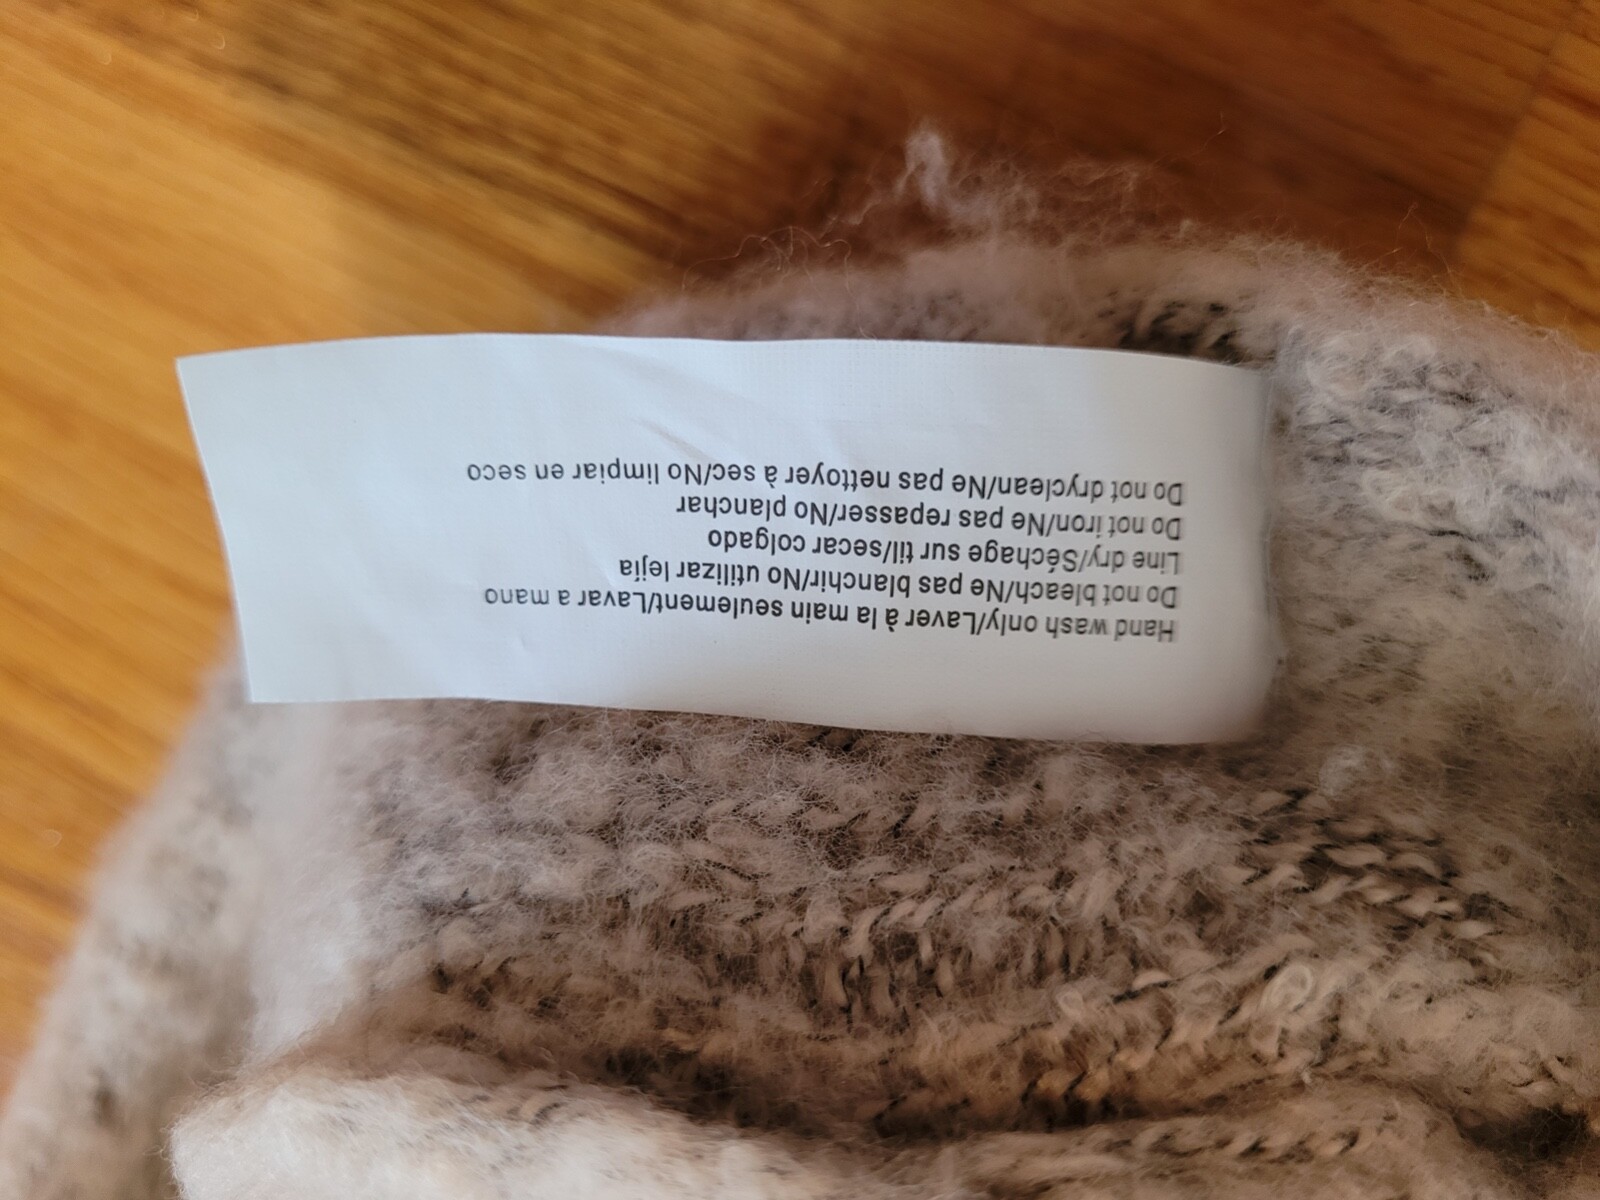 Hand wash only/Laver à la main seulement/Lavar a mano
Do not bleach/Ne pas blanchir/No utilizar lejía
Line dry/Séchage sur til/secar colgado
Do not iron/Ne pas repasser/No planchar
Do not dryclean/Ne pas nettoyer à sec/No limpiar en seco